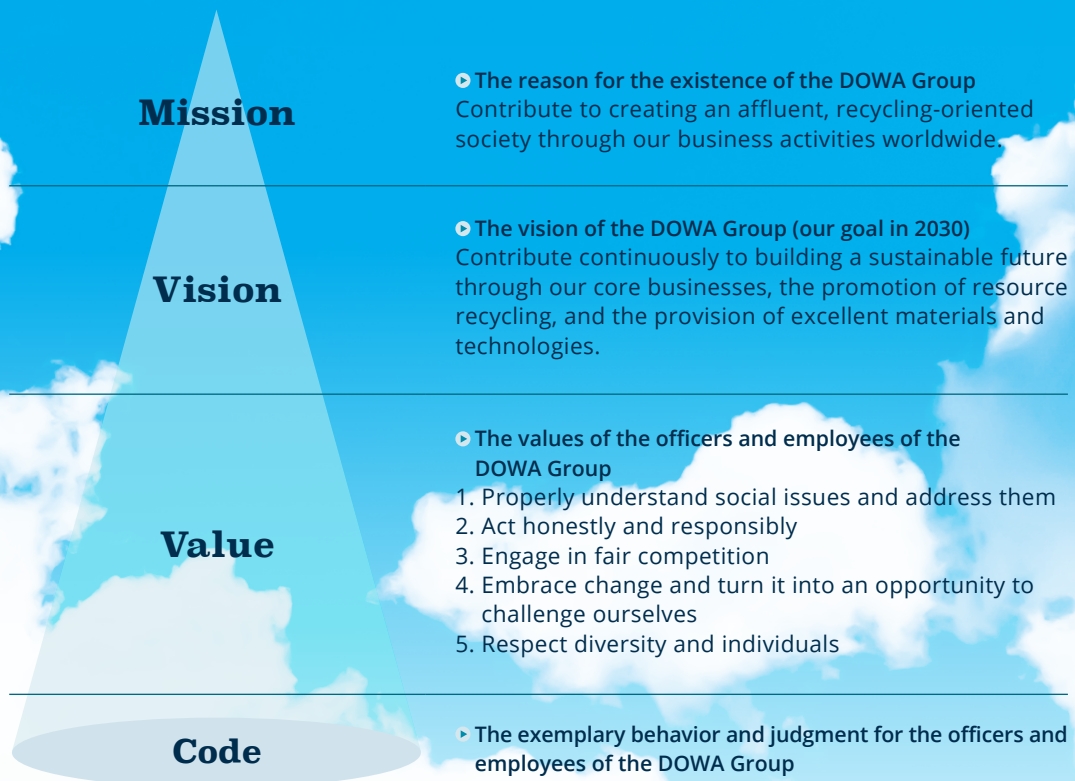 Mission
The reason for the existence of the DOWA Group
Contribute to creating an affluent, recycling-oriented
society through our business activities worldwide.
Vision
The vision of the DOWA Group (our goal in 2030)
Contribute continuously to building a sustainable future
through our core businesses, the promotion of resource
recycling, and the provision of excellent materials and
technologies.
Value
The values of the officers and employees of the
DOWA Group
1. Properly understand social issues and address them
2. Act honestly and responsibly
3. Engage in fair competition
4. Embrace change and turn it into an opportunity to
challenge ourselves
5. Respect diversity and individuals
Code
The exemplary behavior and judgment for the officers and
employees of the DOWA Group